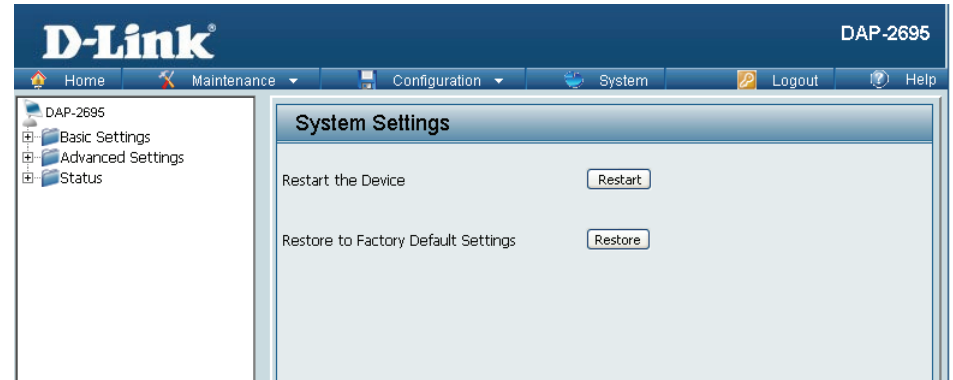 D-Link®
DAP-2695
Home Maintenance Configuration System Logout Help
DAP-2695
Basic Settings
Advanced Settings
Status
System Settings
Restart the Device Restart
Restore to Factory Default Settings Restore